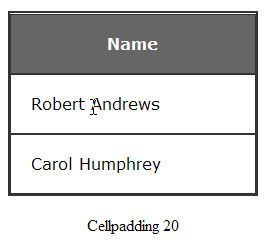 Name
Robert Andrews
Carol Humphrey
Cellpadding 20